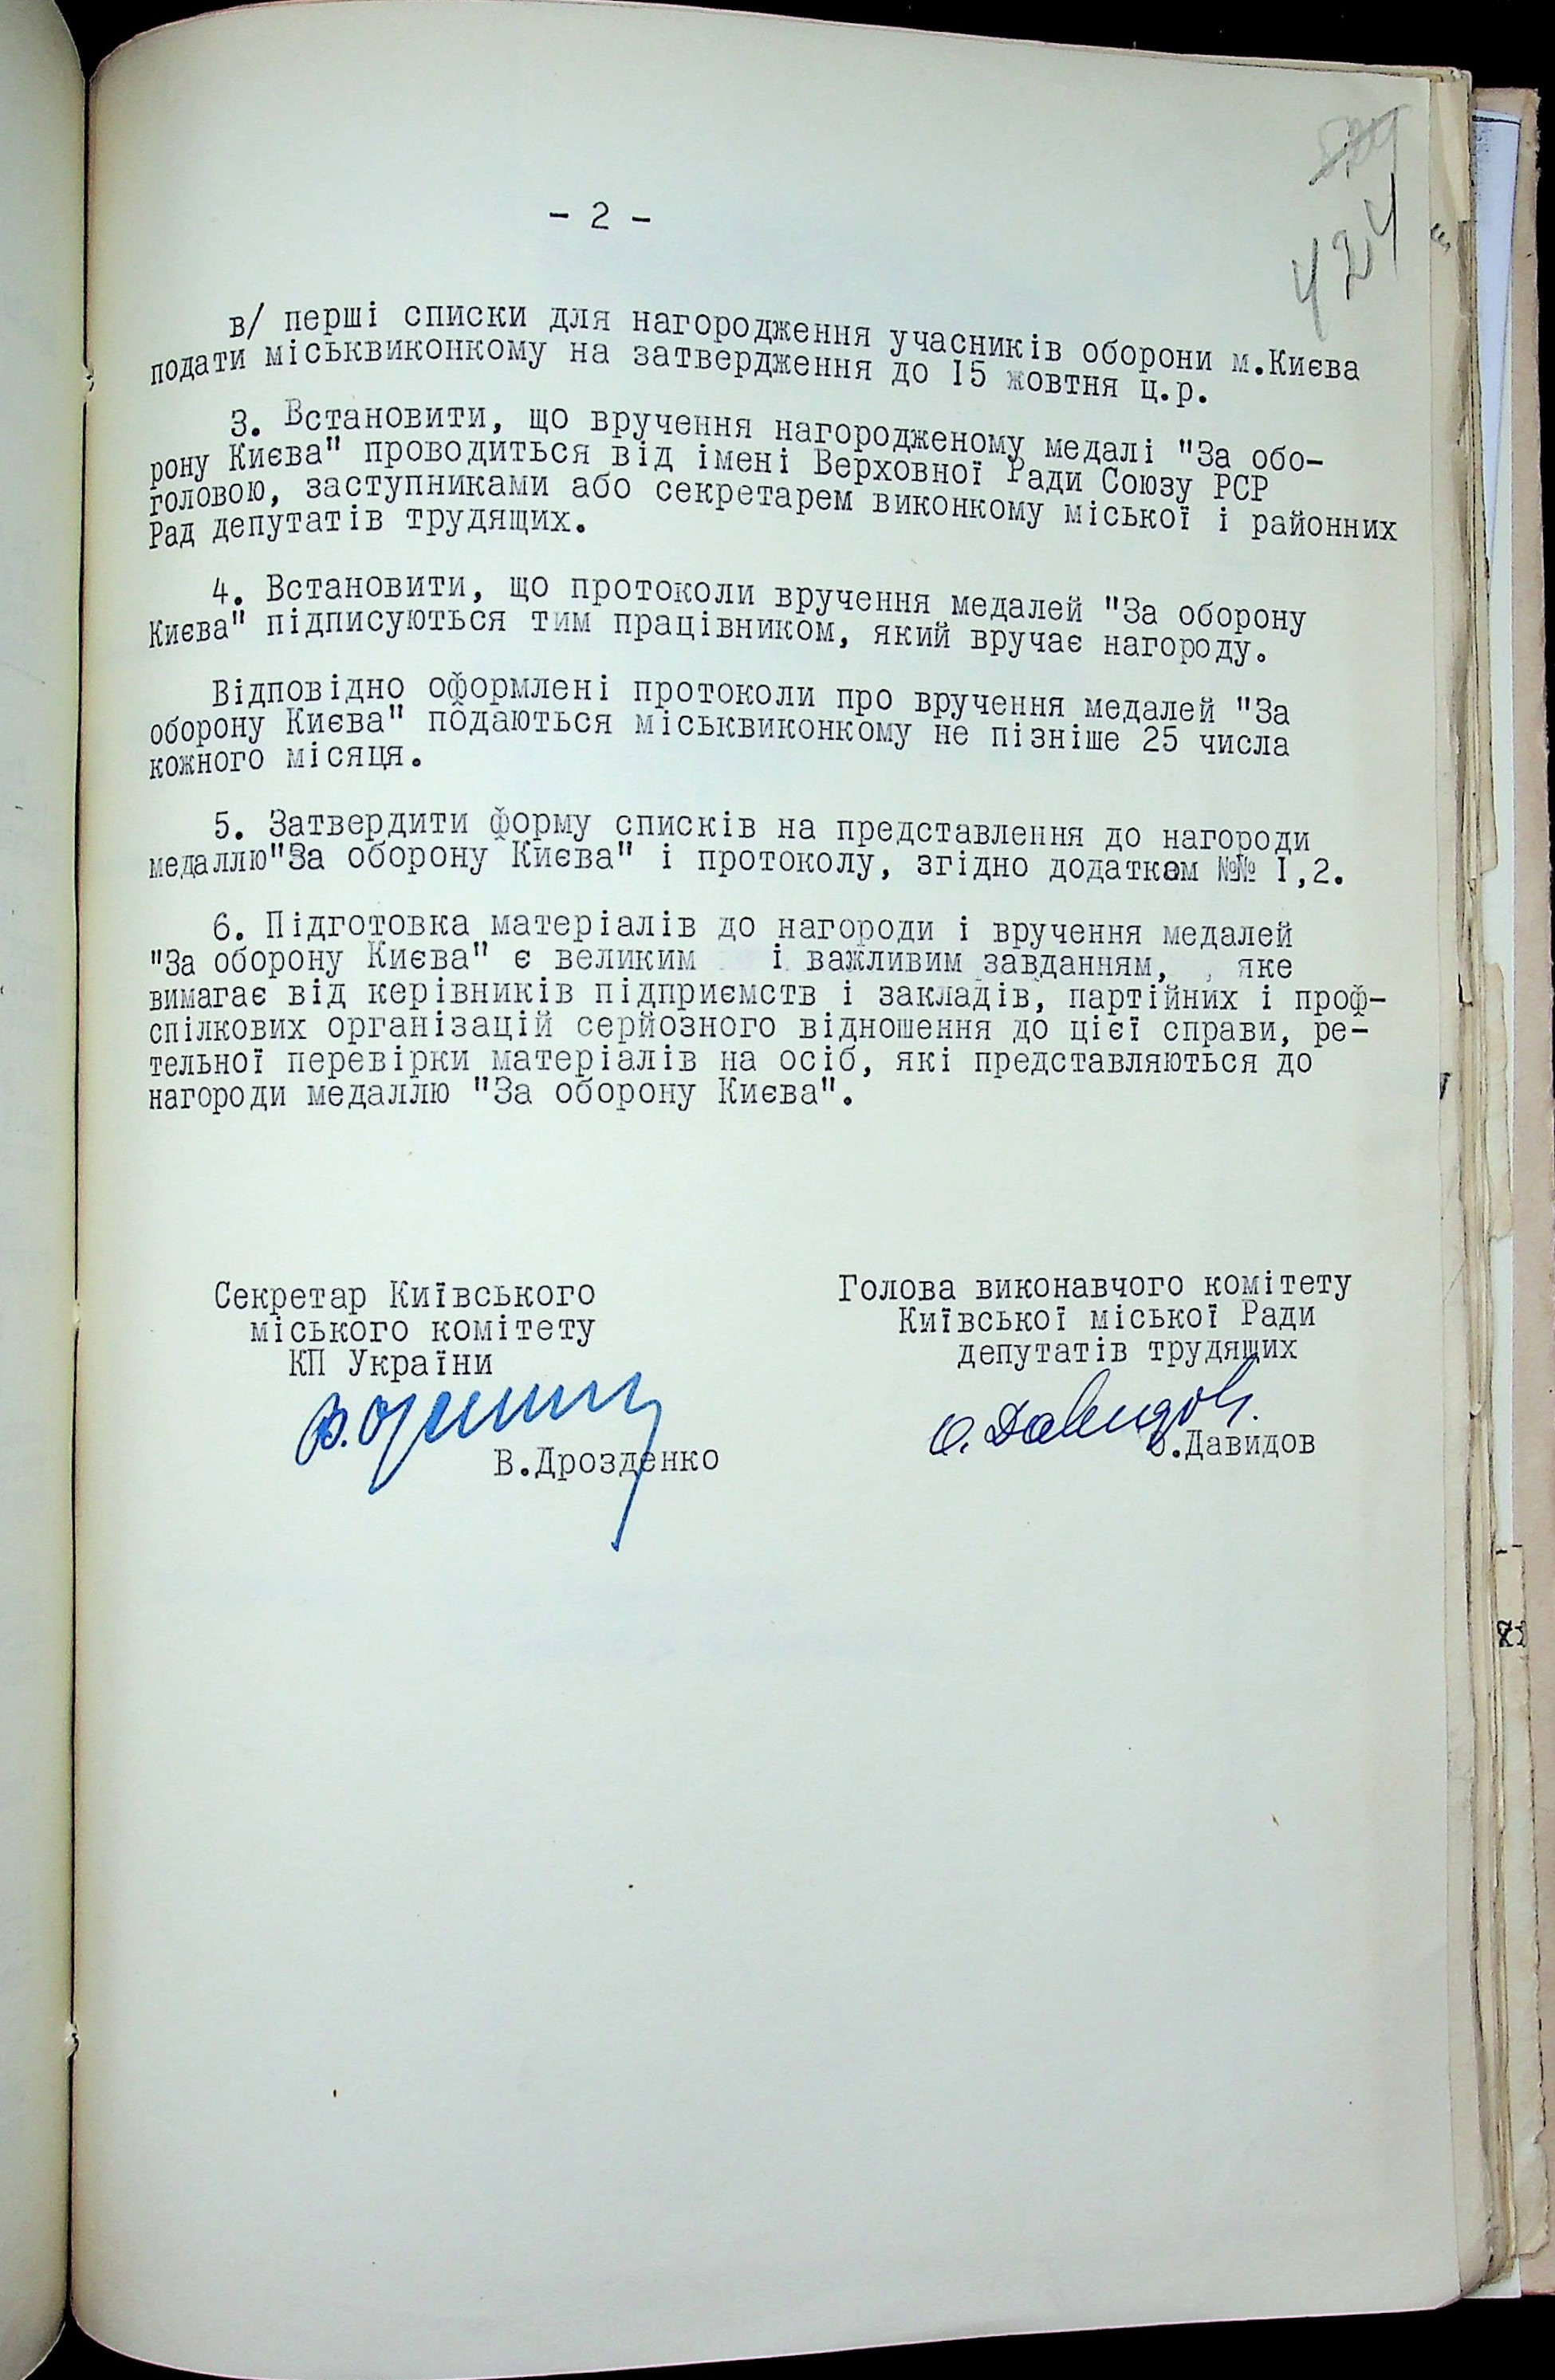 424
- 2 -
в/ перші списки для нагородження учасників оборони м.Києва
подати міськвиконкому на затвердження до I5 жовтня ц.р.
3. Встановити, що вручення нагородженому медалі "За обо-
рону Києва" проводиться від імені Верховної Ради Союзу РСР
головою, заступниками або секретарем виконкому міської і районних
Рад депутатів трудящих.
4. Встановити, що протоколи вручення медалей "За оборону
Києва" підписуються тим працівником, який вручає нагороду.
Відповідно оформлені протоколи про вручення медалей "За
оборону Києва" подаються міськвиконкому не пізніше 25 числа
кожного місяця.
5. Затвердити форму списків на представлення до нагороди
медаллю"За оборону Києва" і протоколу, згідно додаткам №№ I,2.
6. Підготовка матеріалів до нагороди і вручення медалей
"За оборону Києва" є великим і важливим завданням, , яке
вимагає від керівників підприємств і закладів, партійних і проф-
спілкових організацій серйозного відношення до цієї справи, ре-
тельної перевірки матеріалів на осіб, які представляються до
нагороди медаллю "За оборону Києва".
Секретар Київського
міського комітету
КП України
В.Дрозденко
Голова виконавчого комітету
Київської міської Ради
депутатів трудящих
О. Давидов
О.Давидов